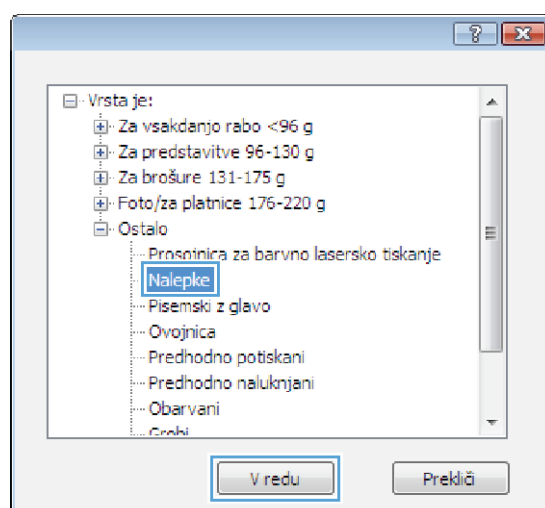 Vrsta je:
Za vsakdanjo rabo <96 g
Za predstavitve 96-130 g
Za brošure 131-175 g
Foto/za platnice 176-220 g
Ostalo
Prosojnica za barvno lasersko tiskanje
Nalepke
Pisemski z glavo
Ovojnica
Predhodno potiskani
Predhodno naluknjani
Obarvani
Grobi
V redu
Prekliči